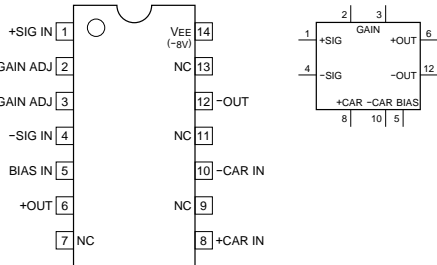 +SIG IN 1
GAIN ADJ 2
GAIN ADJ 3
−SIG IN 4
BIAS IN 5
+OUT 6
7 NC
VEE 14
(−8V)
NC 13
12 −OUT
NC 11
10 −CAR IN
NC 9
8 +CAR IN
2 3
GAIN
1 +SIG +OUT 6
4 −SIG −OUT 12
+CAR −CAR BIAS
8 10 5